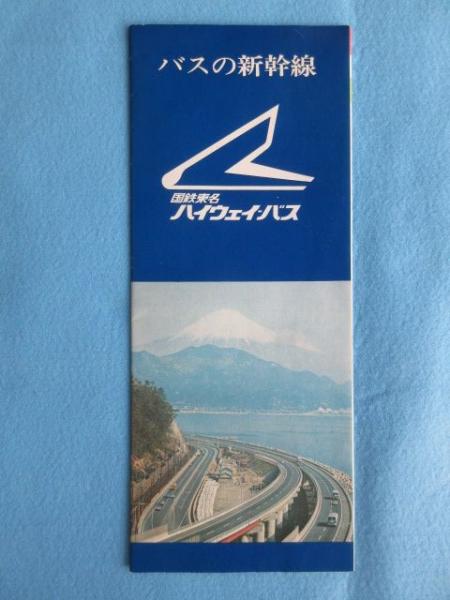 バスの新幹線
国鉄東名
ハイウェイ・バス